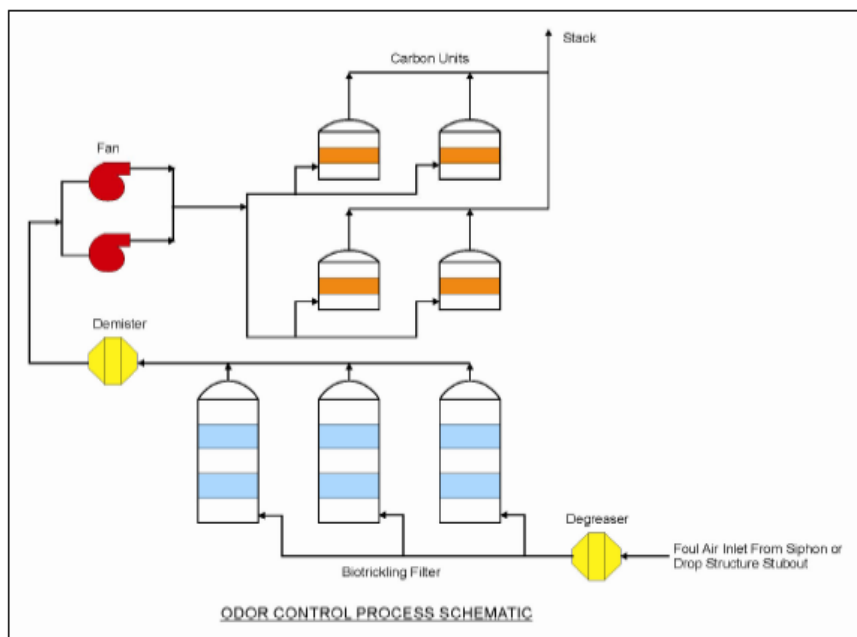 Stack
Carbon Units
Fan
Demister
Degreaser
Foul Air Inlet From Siphon or
Drop Structure Stubout
Biotrickling Filter
ODOR CONTROL PROCESS SCHEMATIC